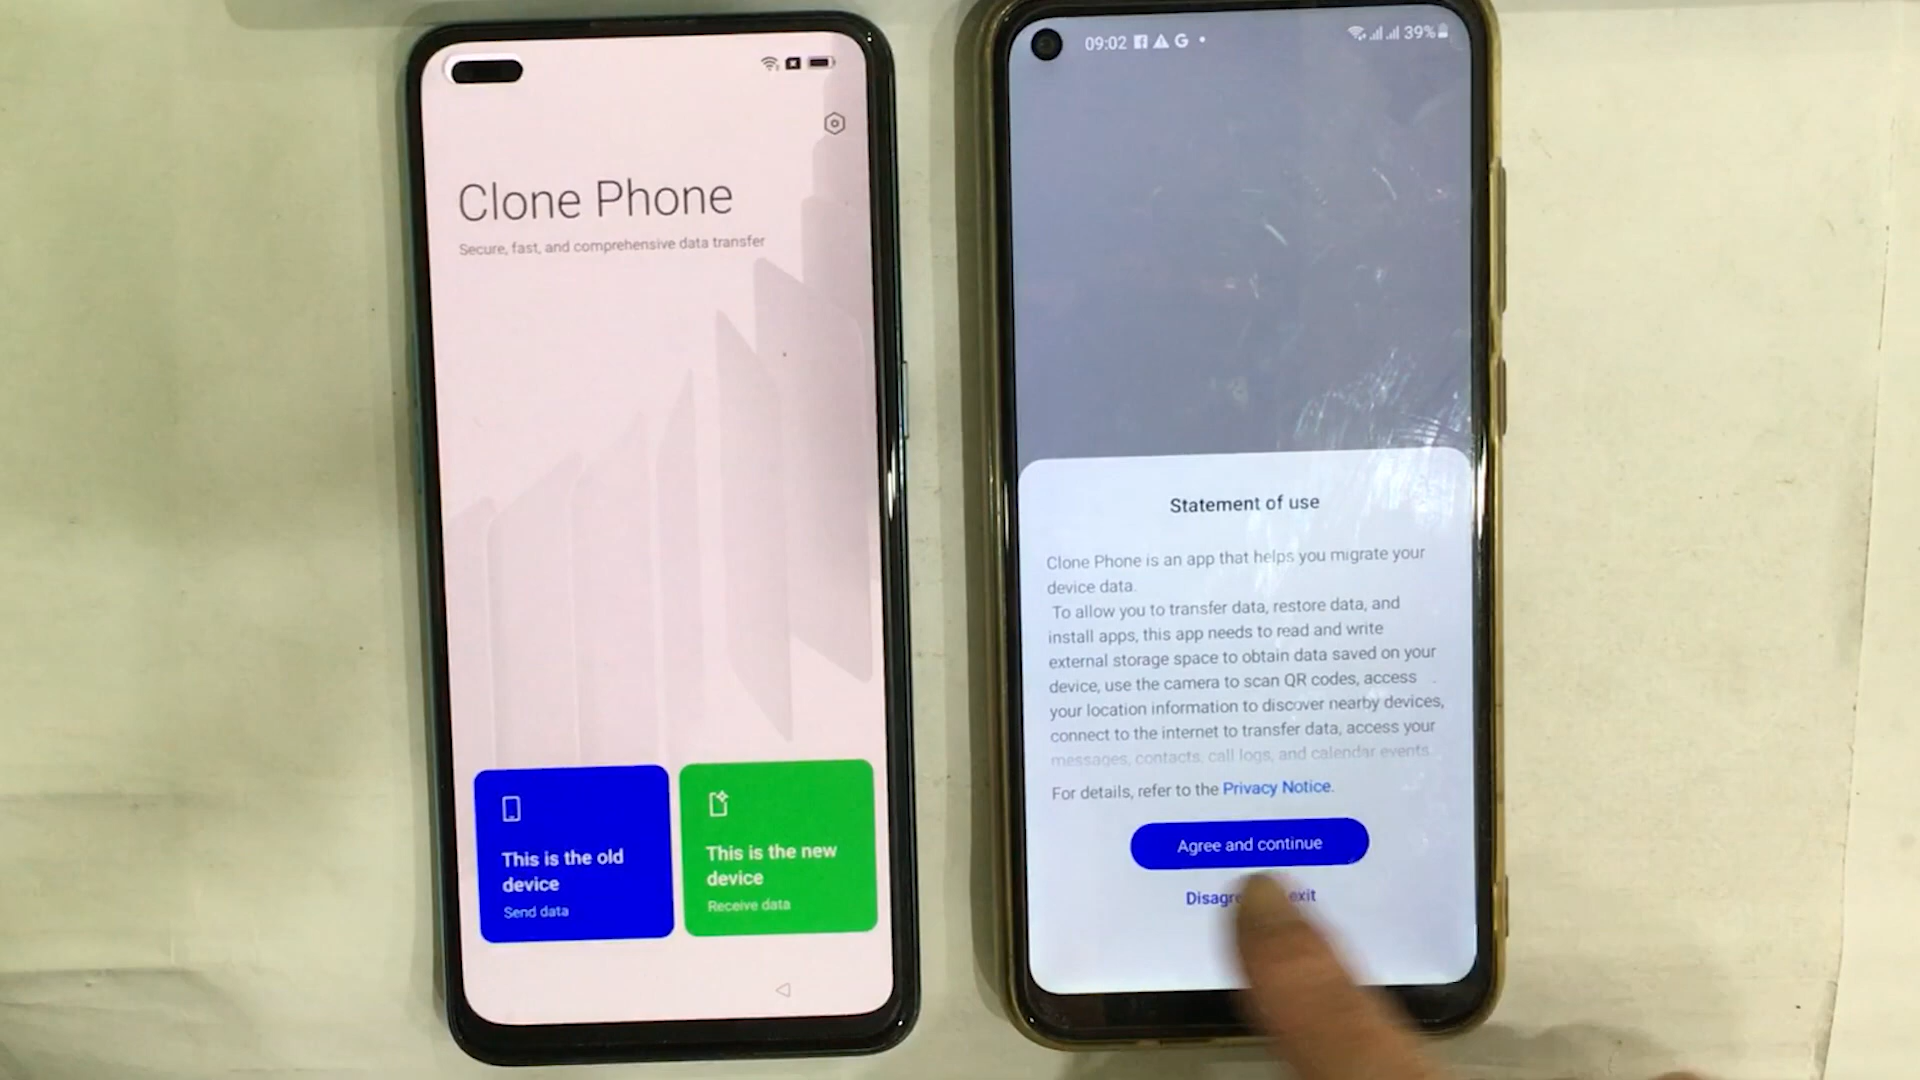 Clone Phone
Secure, fast, and comprehensive data transfer
This is the old
device
Send data
This is the new
device
Receive data
09:02
39%
Statement of use
Clone Phone is an app that helps you migrate your
device data.
To allow you to transfer data, restore data, and
install apps, this app needs to read and write
external storage space to obtain data saved on your
device, use the camera to scan QR codes, access
your location information to discover nearby devices,
connect to the internet to transfer data, access your
messages, contacts, call logs, and calendar events.
For details, refer to the Privacy Notice.
Agree and continue
exit